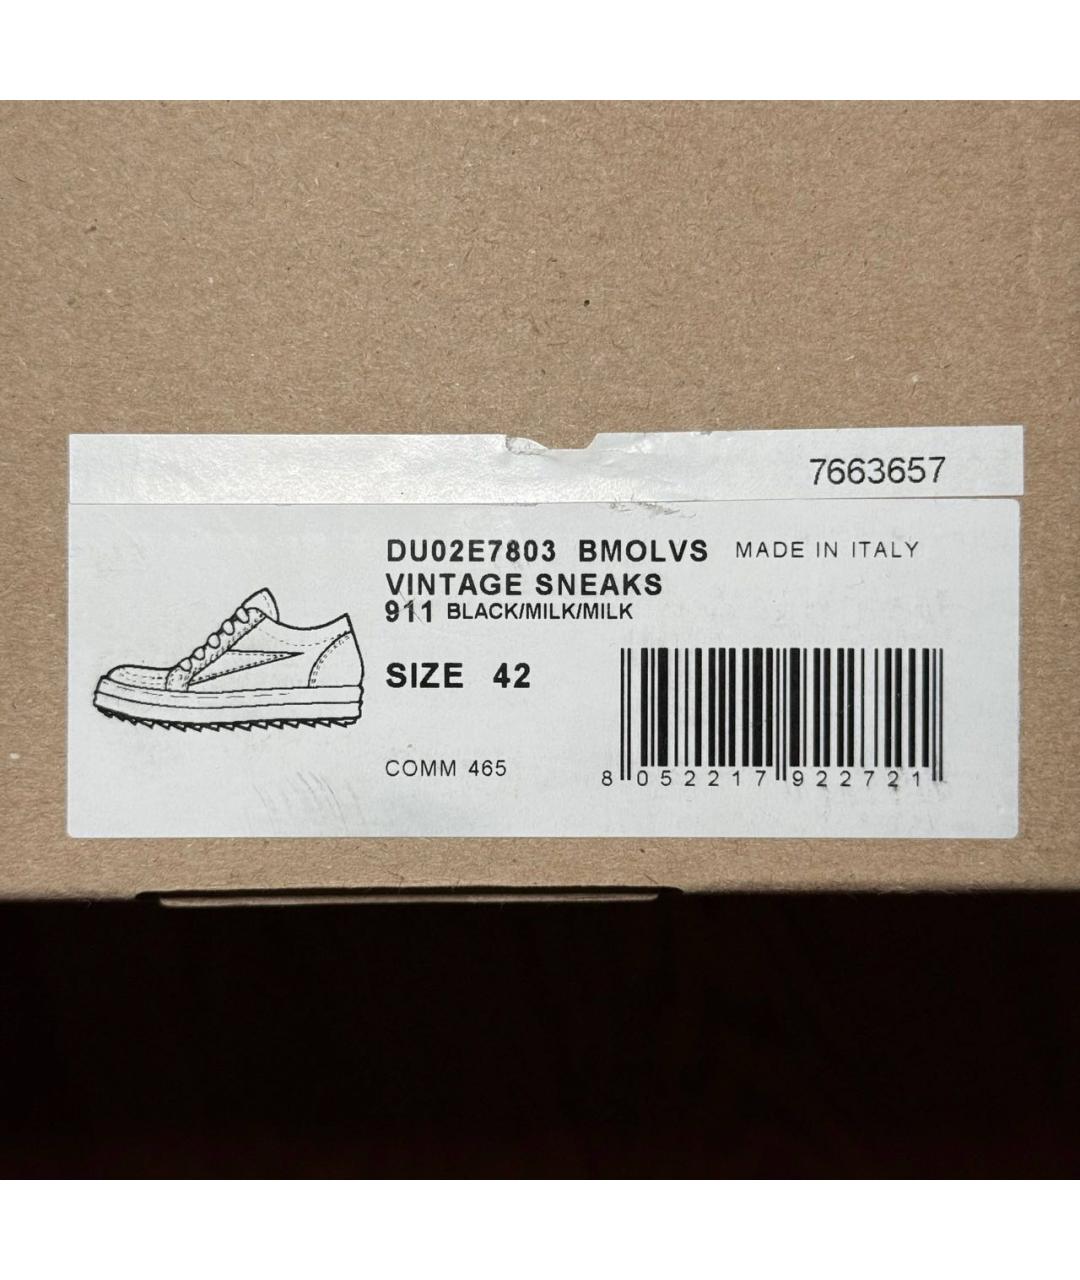 7663657
DU02E7803 BMOLVS MADE IN ITALY
VINTAGE SNEAKS
911 BLACK/MILK/MILK
SIZE 42
COMM 465
8 052217 922721